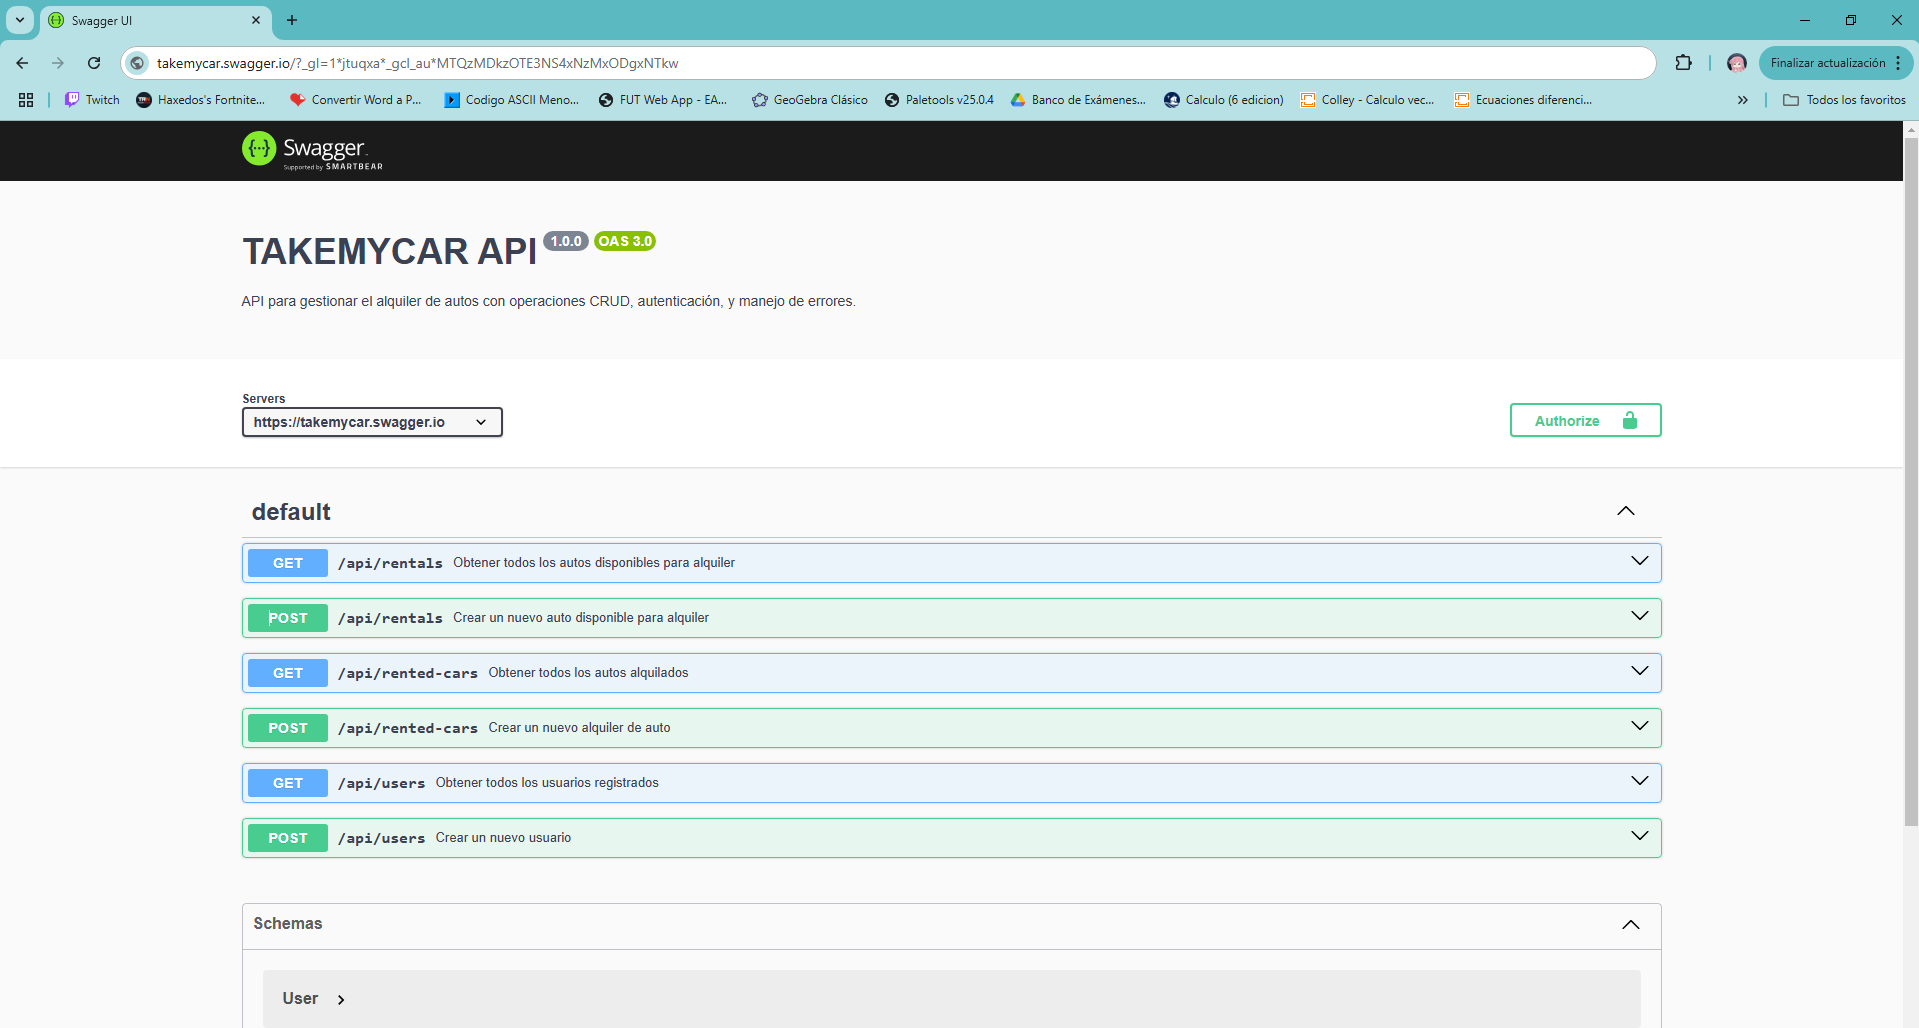 Swagger UI
takemycar.swagger.io/?_gl=1*jtuqxa*_gcl_au*MTQzMDkzOTE3NS4xNzMxODgxNTkw
Finalizar actualización
Twitch
Haxedos's Fortnite...
Convertir Word a P...
Codigo ASCII Meno...
FUT Web App - EA...
GeoGebra Clásico
Paletools v25.0.4
Banco de Exámenes...
Calculo (6 edicion)
Colley - Calculo vec...
Ecuaciones diferenci...
Todos los favoritos
Swagger
Supported by SMARTBEAR
TAKEMYCAR API 1.0.0 OAS 3.0
API para gestionar el alquiler de autos con operaciones CRUD, autenticación, y manejo de errores.
Servers
https://takemycar.swagger.io
Authorize
default
GET /api/rentals Obtener todos los autos disponibles para alquiler
POST /api/rentals Crear un nuevo auto disponible para alquiler
GET /api/rented-cars Obtener todos los autos alquilados
POST /api/rented-cars Crear un nuevo alquiler de auto
GET /api/users Obtener todos los usuarios registrados
POST /api/users Crear un nuevo usuario
Schemas
User